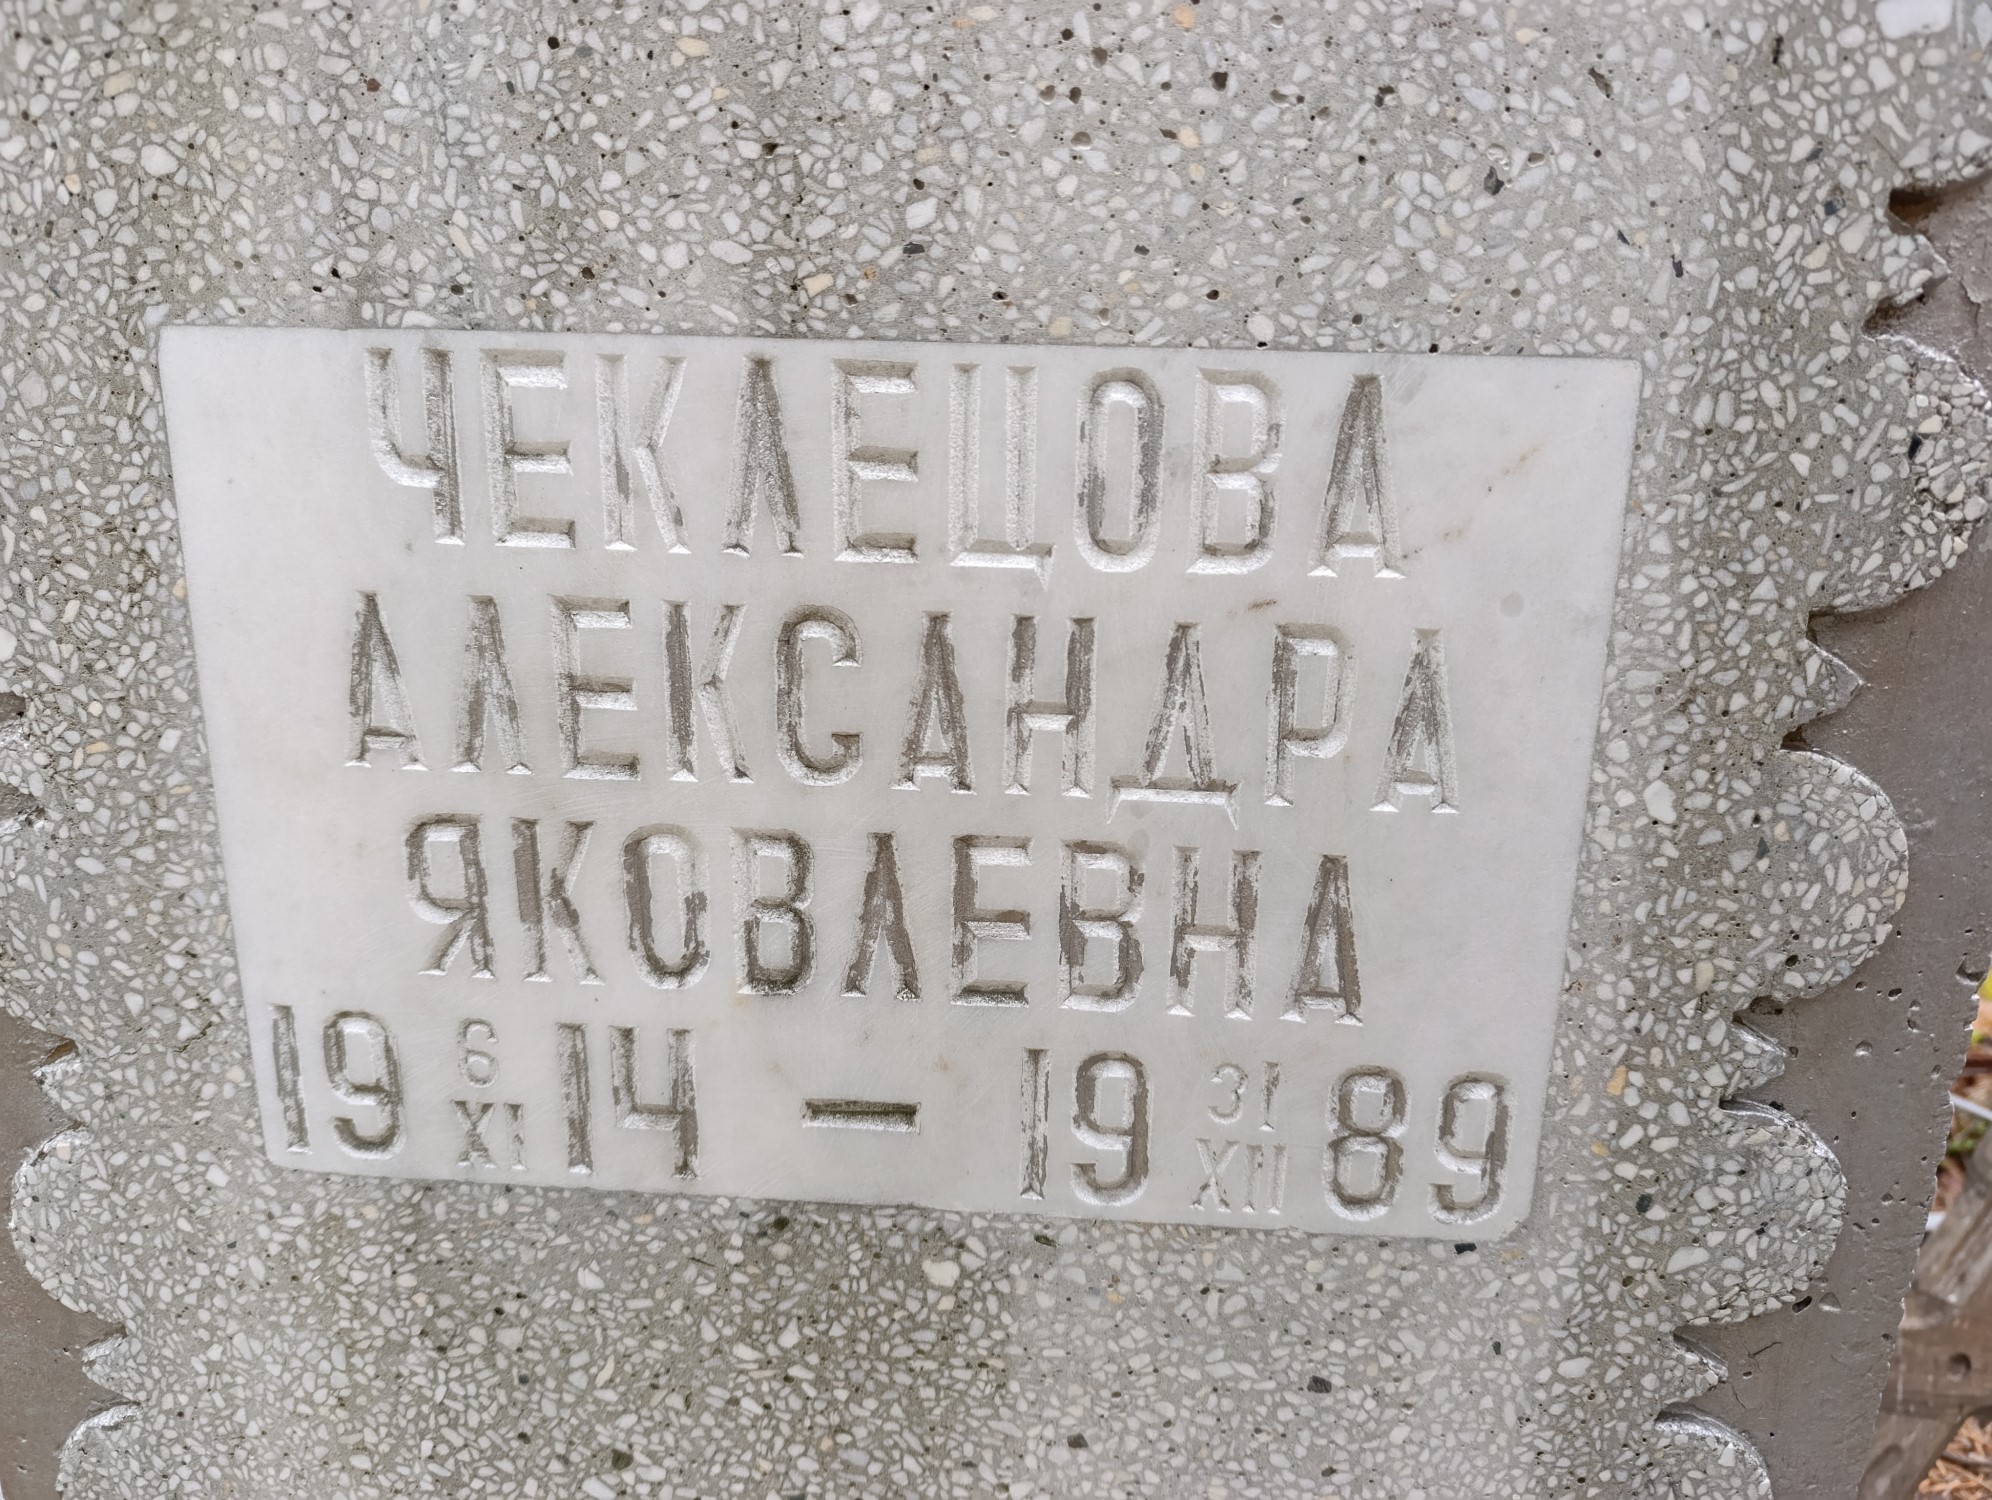 ЧЕКЛЕЦОВА
АЛЕКСАНДРА
ЯКОВЛЕВНА
19 6/XI 14 — 19 31/XII 89